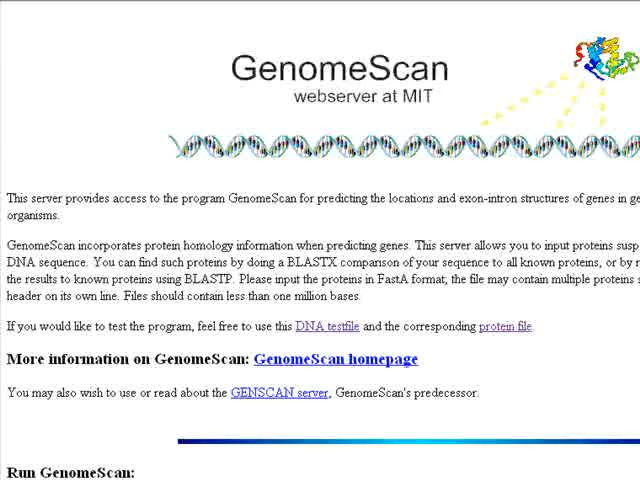 GenomeScan
webserver at MIT
This server provides access to the program GenomeScan for predicting the locations and exon-intron structures of genes in
organisms.
GenomeScan incorporates protein homology information when predicting genes. This server allows you to input proteins
DNA sequence. You can find such proteins by doing a BLASTX comparison of your sequence to all known proteins, or by
the results to known proteins using BLASTP. Please input the proteins in FastA format; the file may contain multiple proteins
header on its own line. Files should contain less than one million bases.
If you would like to test the program, feel free to use this DNA testfile and the corresponding protein file.
More information on GenomeScan: GenomeScan homepage
You may also wish to use or read about the GENSCAN server, GenomeScan's predecessor.
Run GenomeScan: